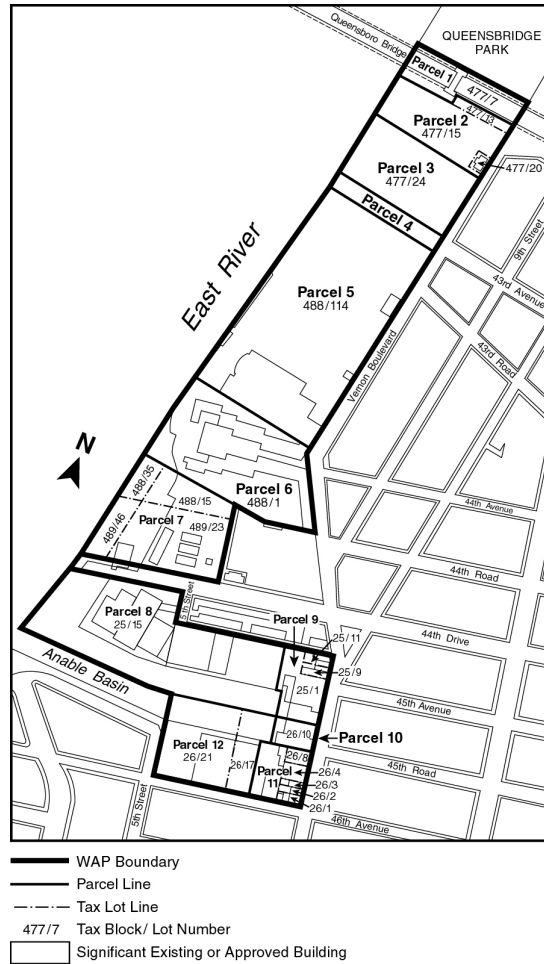 Queensboro Bridge
QUEENSBRIDGE
PARK
Parcel 1
477/7
477/13
Parcel 2
477/15
477/20
Parcel 3
477/24
Parcel 4
9th Street
43rd Avenue
East River
Parcel 5
488/114
Vernon Boulevard
43rd Road
N
44th Avenue
Parcel 6
488/1
488/35
488/15
Parcel 7
489/46
489/23
44th Road
5th Street
Parcel 8
25/15
Parcel 9
44th Drive
25/11
25/9
25/1
Anable Basin
45th Avenue
26/10
Parcel 10
Parcel 12
26/21
26/17
26/8
Parcel
11
26/4
26/3
26/2
26/1
45th Road
46th Avenue
5th Street
WAP Boundary
Parcel Line
Tax Lot Line
477/7 Tax Block/ Lot Number
Significant Existing or Approved Building